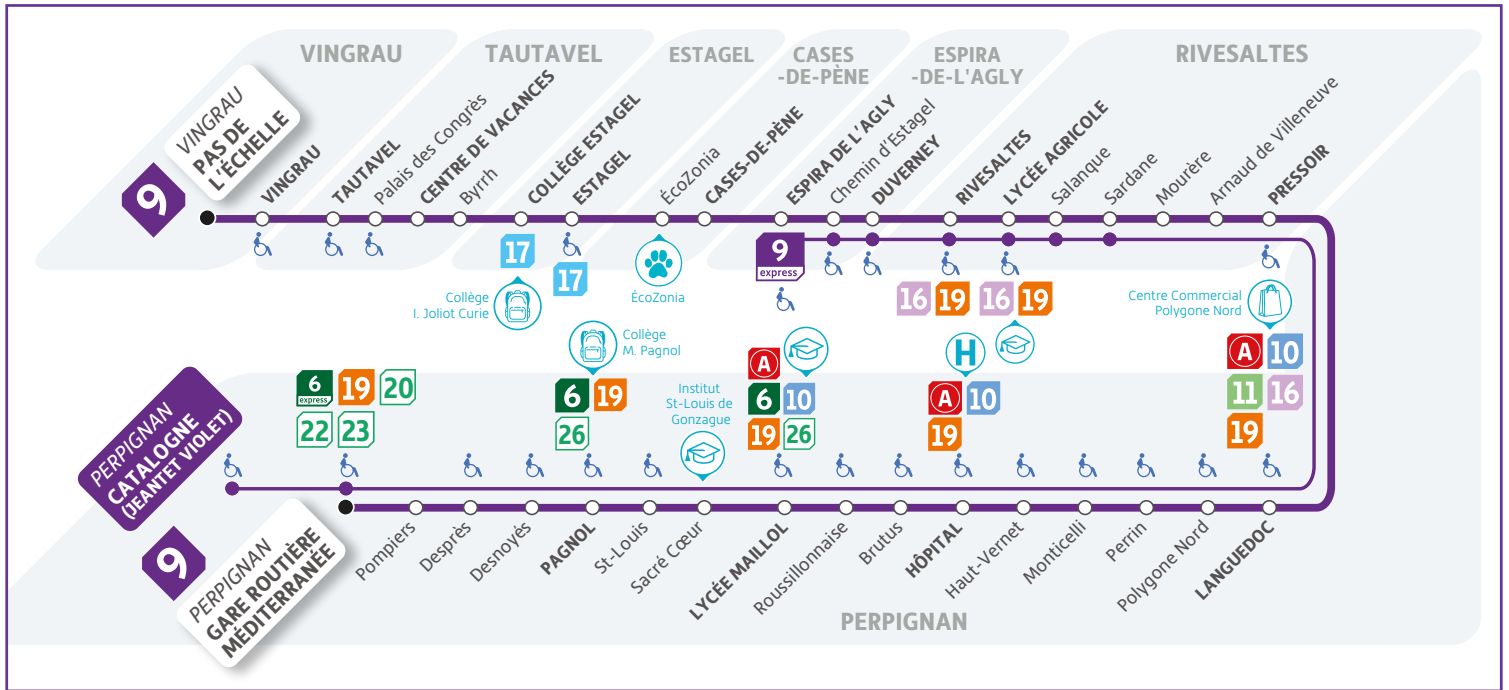 VINGRAU
TAUTAVEL
ESTAGEL
CASES
-DE-PÈNE
ESPIRA
-DE-L'AGLY
RIVESALTES
9
VINGRAU
PAS DE
L'ÉCHELLE
VINGRAU
TAUTAVEL
Palais des Congrès
CENTRE DE VACANCES
Byrrh
COLLÈGE ESTAGEL
ESTAGEL
ÉcoZonia
CASES-DE-PÈNE
ESPIRA DE L'AGLY
Chemin d'Estagel
DUVERNEY
RIVESALTES
LYCÉE AGRICOLE
Salanque
Sardane
Mourère
Arnaud de Villeneuve
PRESSOIR
17
17
9
express
16
19
16
19
Collège
I. Joliot Curie
ÉcoZonia
Centre Commercial
Polygone Nord
Collège
M. Pagnol
Institut
St-Louis de
Gonzague
H
6
express
19
20
22
23
6
19
26
A
6
10
19
26
A
10
19
A
10
11
16
19
PERPIGNAN
CATALOGNE
(JEANTET VIOLET)
9
PERPIGNAN
GARE ROUTIÈRE
MÉDITERRANÉE
Pompiers
Desprès
Desnoyés
PAGNOL
St-Louis
Sacré Cœur
LYCÉE MAILLOL
Roussillonnaise
Brutus
HÔPITAL
Haut-Vernet
Monticelli
Perrin
Polygone Nord
LANGUEDOC
PERPIGNAN